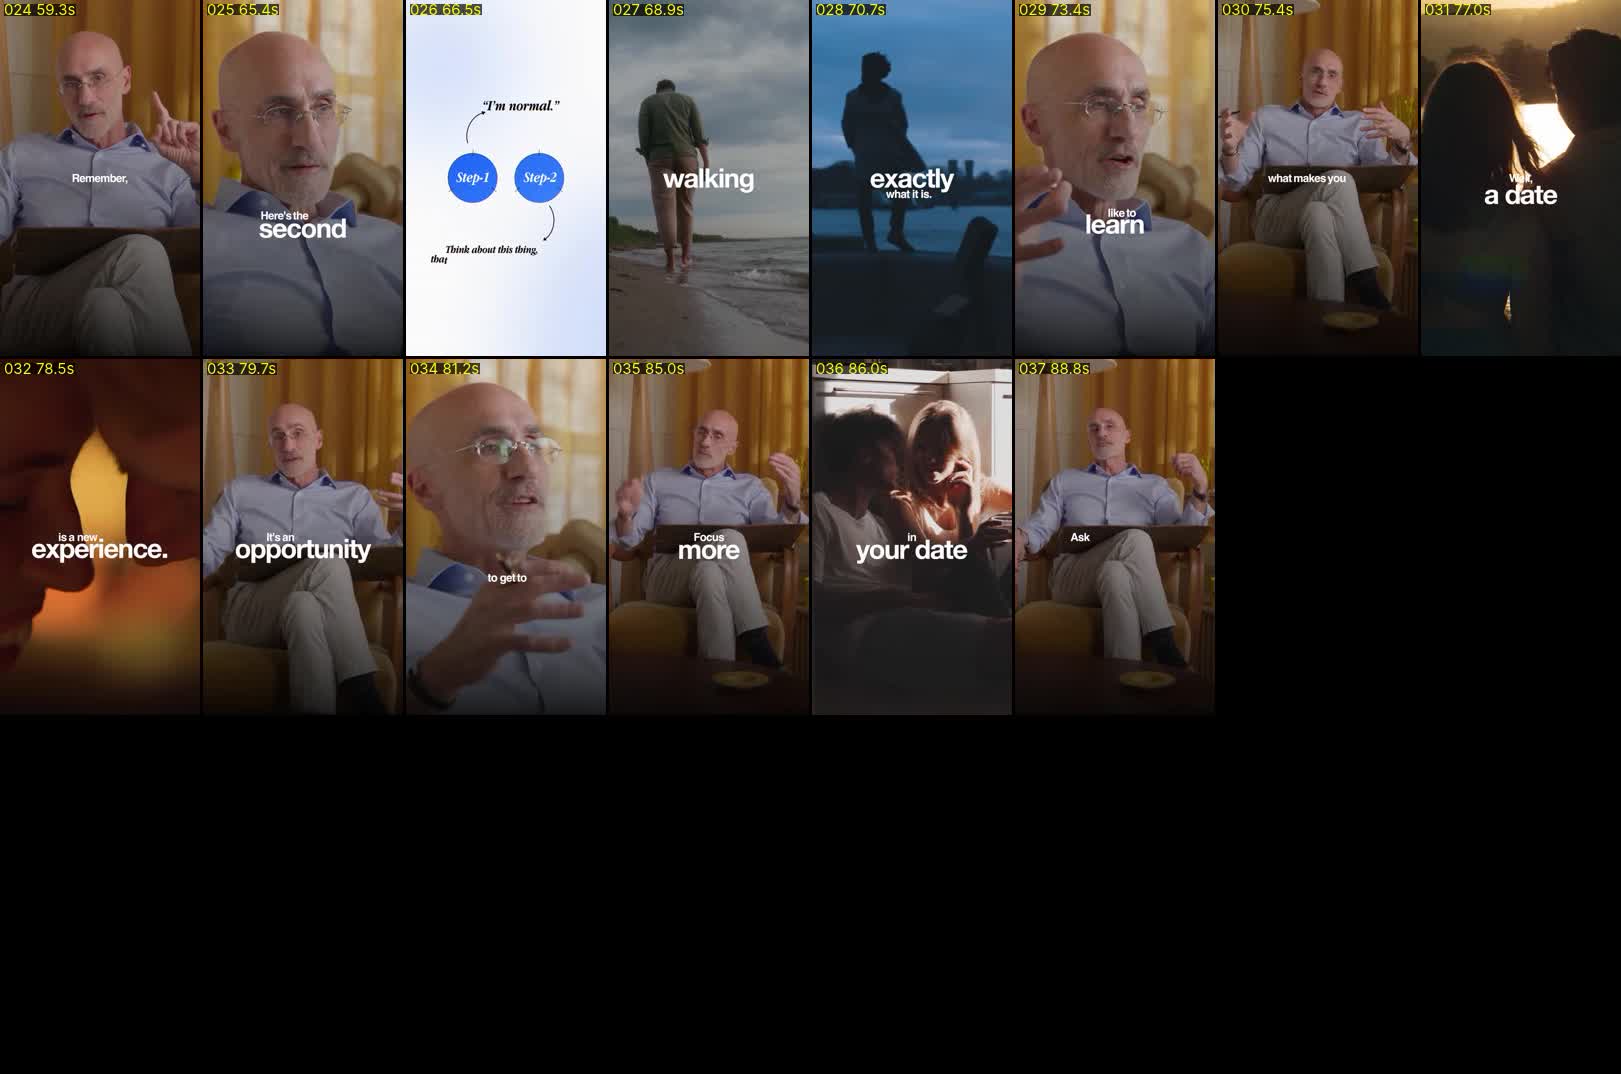 024 59.3s
Remember,
025 65.4s
Here's the
second
026 66.5s
“I'm normal.”
Step-1
Step-2
Think about this thing,
that
027 68.9s
walking
028 70.7s
exactly
what it is.
029 73.4s
like to
learn
030 75.4s
what makes you
031 77.0s
Well,
a date
032 78.5s
is a new
experience.
033 79.7s
It's an
opportunity
034 81.2s
to get to
035 85.0s
Focus
more
036 86.0s
in
your date
037 88.8s
Ask